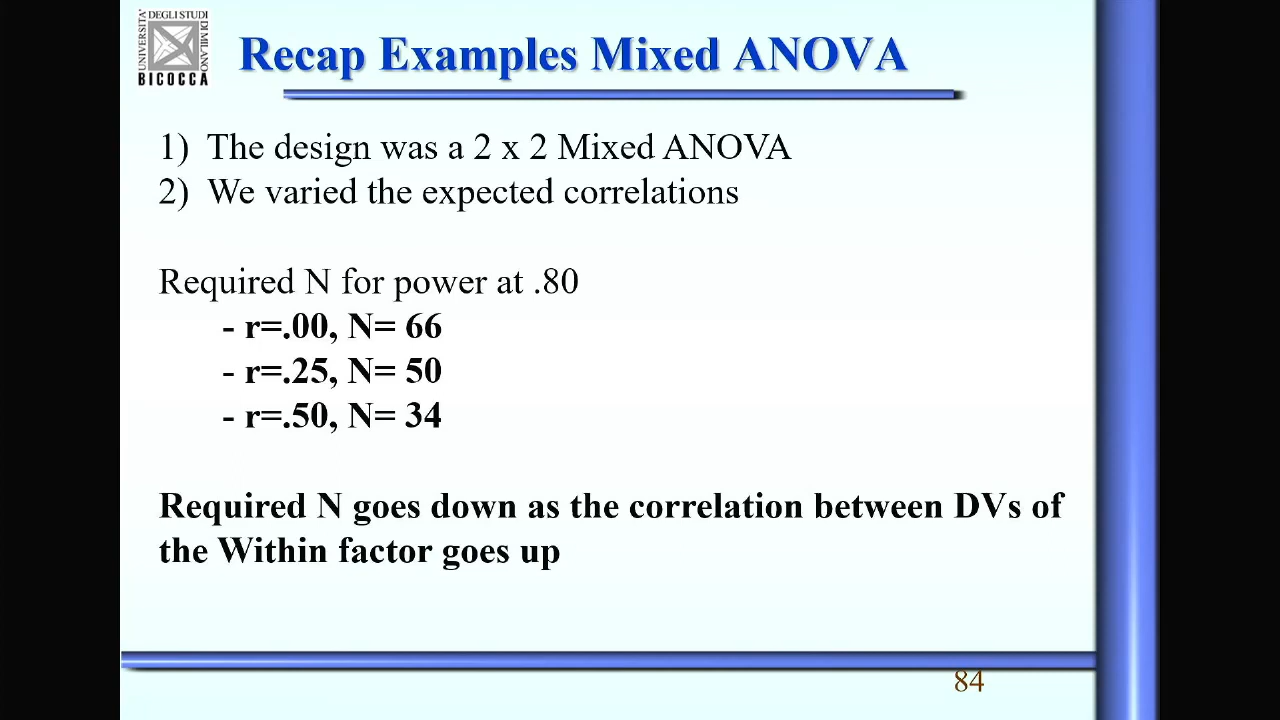 UNIVERSITA' DEGLI STUDI DI MILANO
BICOCCA
Recap Examples Mixed ANOVA
1) The design was a 2 x 2 Mixed ANOVA
2) We varied the expected correlations
Required N for power at .80
- r=.00, N= 66
- r=.25, N= 50
- r=.50, N= 34
Required N goes down as the correlation between DVs of
the Within factor goes up
84